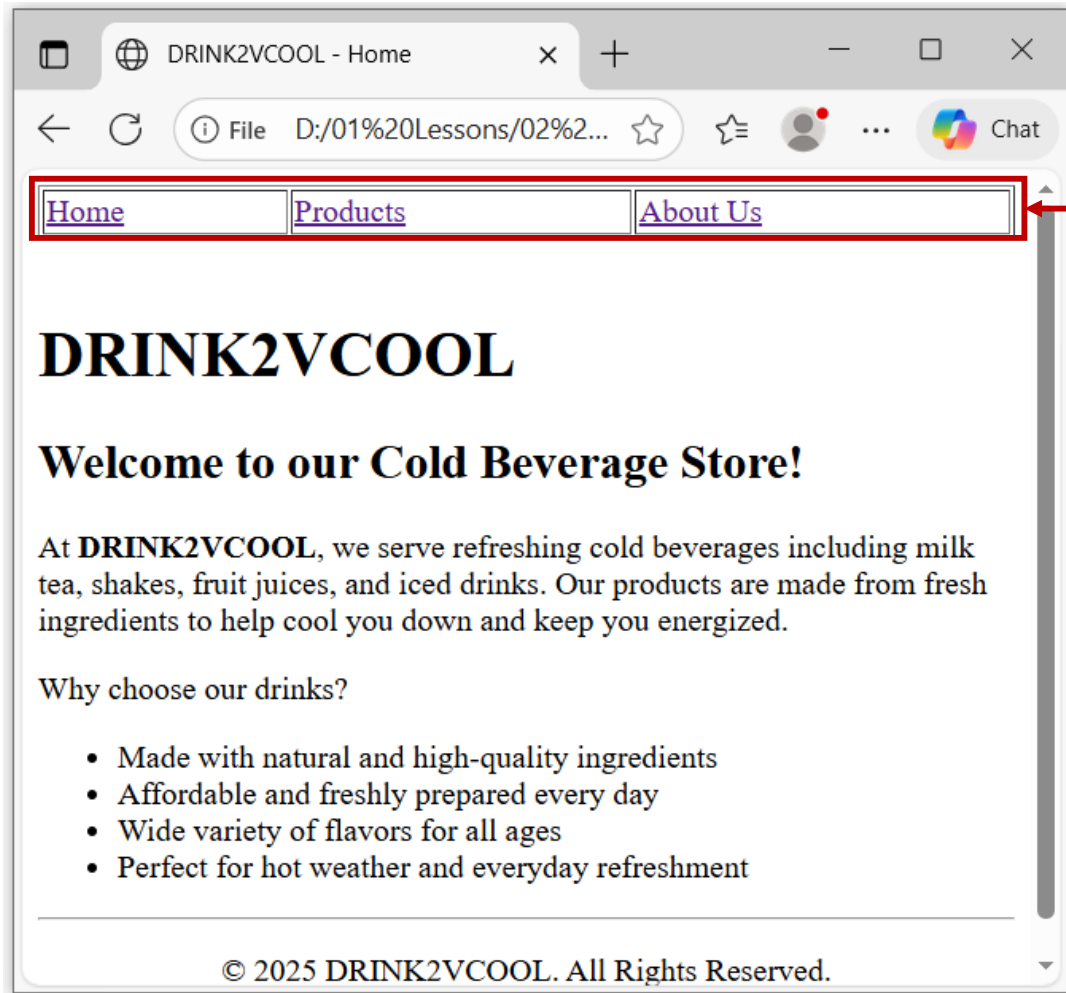 DRINK2VCOOL - Home
File D:/01%20Lessons/02%2... Chat
Home Products About Us
DRINK2VCOOL
Welcome to our Cold Beverage Store!
At DRINK2VCOOL, we serve refreshing cold beverages including milk
tea, shakes, fruit juices, and iced drinks. Our products are made from fresh
ingredients to help cool you down and keep you energized.
Why choose our drinks?
• Made with natural and high-quality ingredients
• Affordable and freshly prepared every day
• Wide variety of flavors for all ages
• Perfect for hot weather and everyday refreshment
© 2025 DRINK2VCOOL. All Rights Reserved.